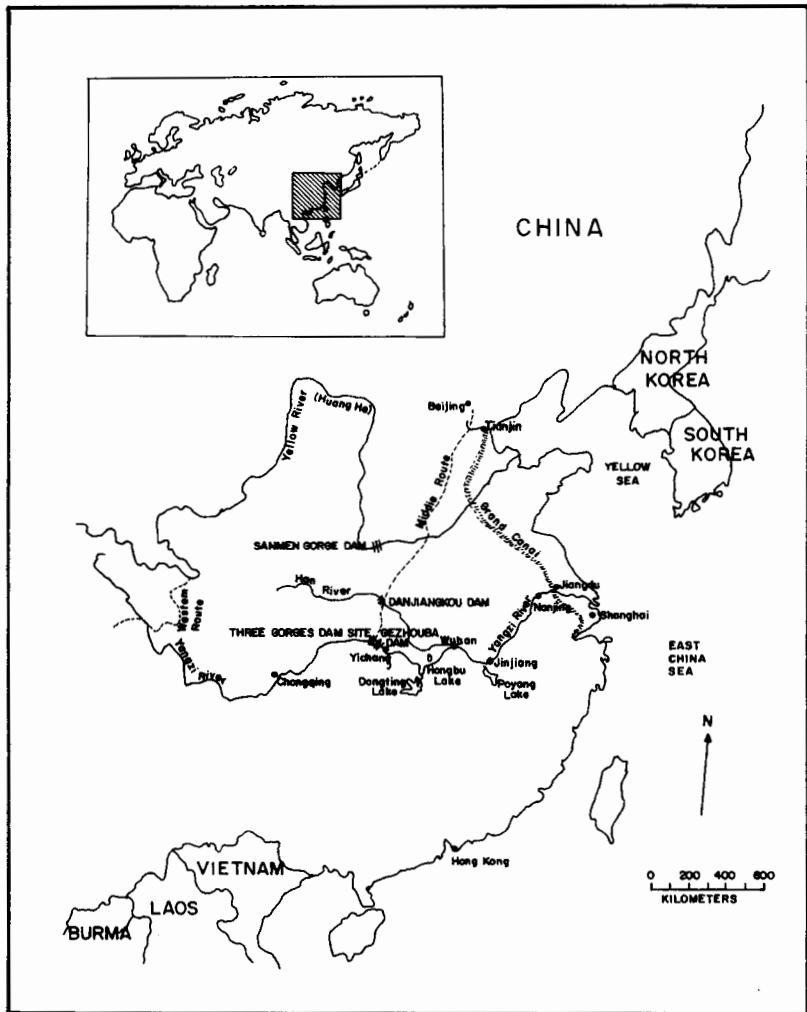 CHINA
NORTH
KOREA
SOUTH
KOREA
YELLOW
SEA
Beijing
Tianjin
Yellow River
(Huang He)
Middle Route
Grand Canal
SANMEN GORGE DAM
Han River
DANJIANGKOU DAM
Jiangdu
Nanjing
Shanghai
Yangzi River
Western
Route
THREE GORGES DAM SITE, GEZHOUBA
DAM
Wuhan
Yichang
Hongbu
Lake
Jinjiang
EAST
CHINA
SEA
Yangzi River
Chongqing
Dongting
Lake
Poyang
Lake
N
Hong Kong
VIETNAM
LAOS
BURMA
0 200 400 600
KILOMETERS